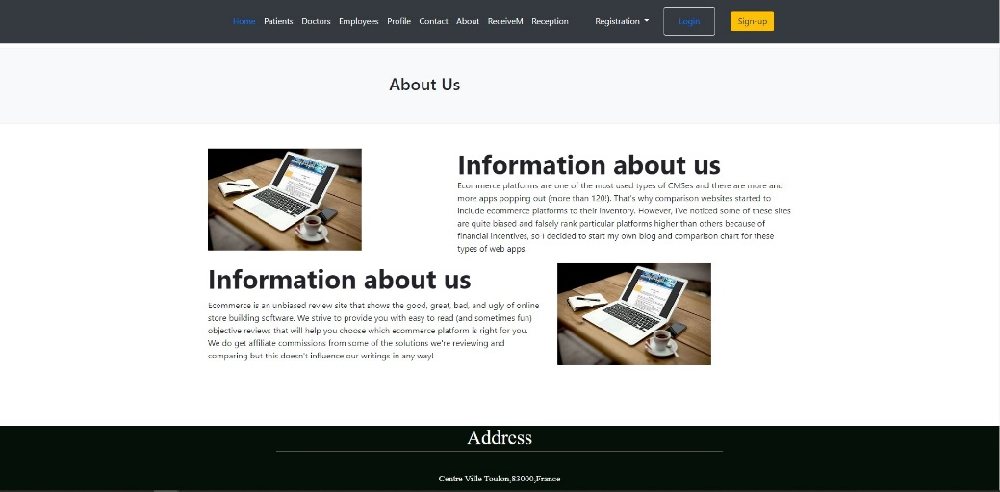 Home Patients Doctors Employees Profile Contact About ReceiveM Reception Registration Login Sign-up
About Us
Information about us
Ecommerce platforms are one of the most used types of CMSes and there are more and
more apps popping out (more than 120!). That's why comparison websites started to
include ecommerce platforms to their inventory. However, I've noticed some of these sites
are quite biased and falsely rank particular platforms higher than others because of
financial incentives, so I decided to start my own blog and comparison chart for these
types of web apps.
Information about us
Ecommerce is an unbiased review site that shows the good, great, bad, and ugly of online
store building software. We strive to provide you with easy to read (and sometimes fun)
objective reviews that will help you choose which ecommerce platform is right for you.
We do get affiliate commissions from some of the solutions we're reviewing and
comparing but this doesn't influence our writings in any way!
Address
Centre Ville Toulon,83000,France